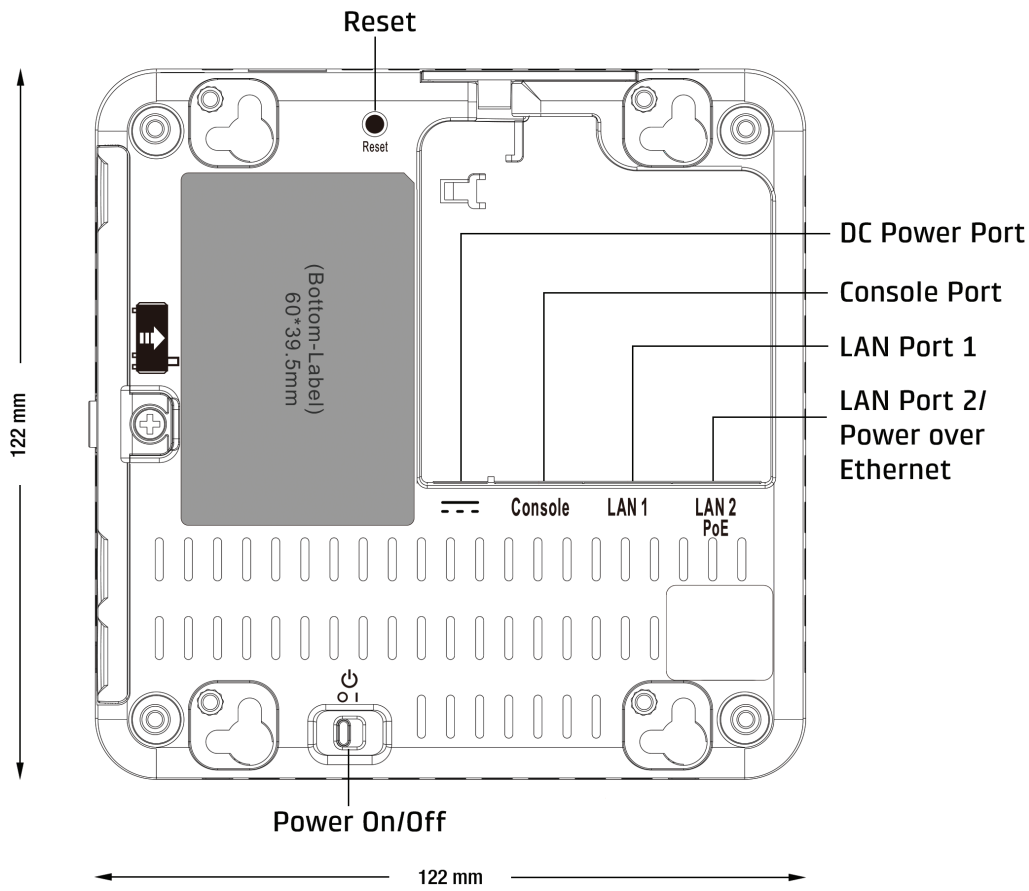 Reset
Reset
DC Power Port
Console Port
LAN Port 1
LAN Port 2/
Power over
Ethernet
(Bottom-Label)
60*39.5mm
122 mm
Console
LAN 1
LAN 2
PoE
Power On/Off
122 mm